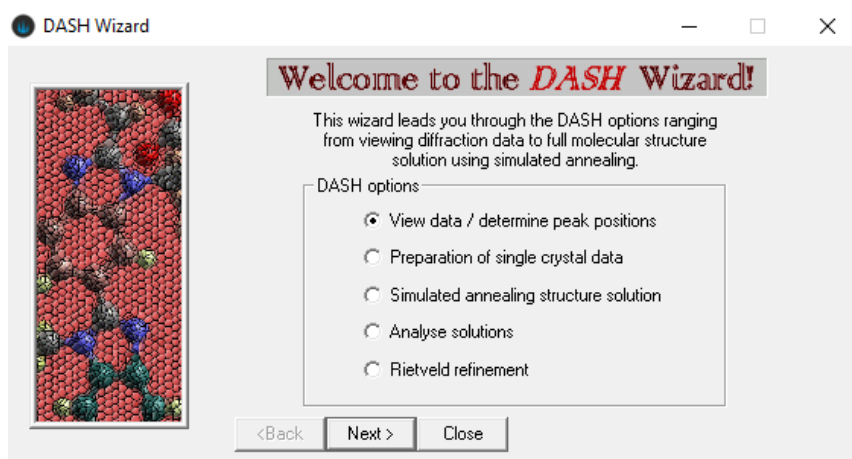 DASH Wizard
Welcome to the DASH Wizard!
This wizard leads you through the DASH options ranging
from viewing diffraction data to full molecular structure
solution using simulated annealing.
DASH options
View data / determine peak positions
Preparation of single crystal data
Simulated annealing structure solution
Analyse solutions
Rietveld refinement
<Back Next > Close